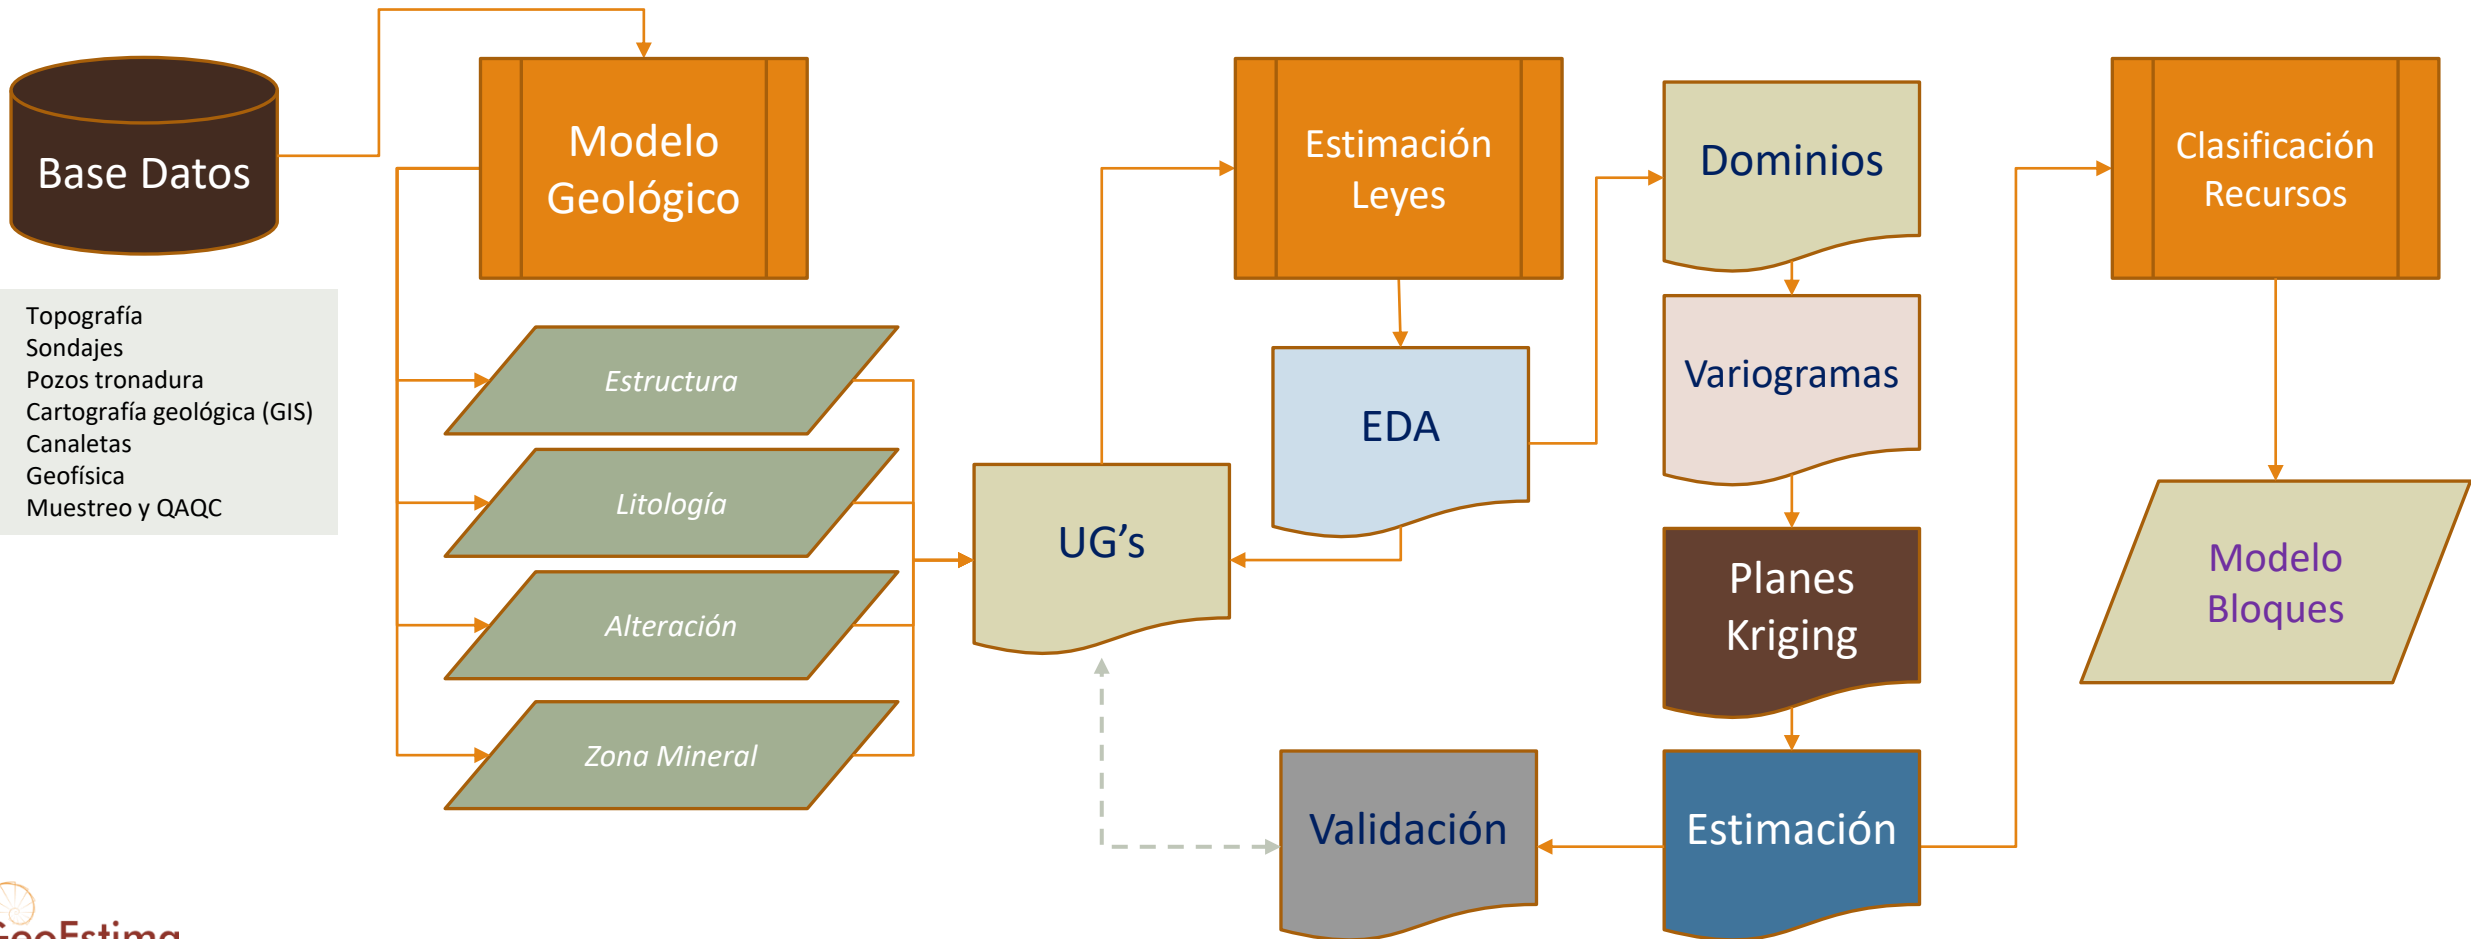 Base Datos
Topografía
Sondajes
Pozos tronadura
Cartografía geológica (GIS)
Canaletas
Geofísica
Muestreo y QAQC
Modelo
Geológico
Estructura
Litología
Alteración
Zona Mineral
UG’s
Estimación
Leyes
EDA
Dominios
Variogramas
Planes
Kriging
Estimación
Validación
Clasificación
Recursos
Modelo
Bloques
GeoEstima